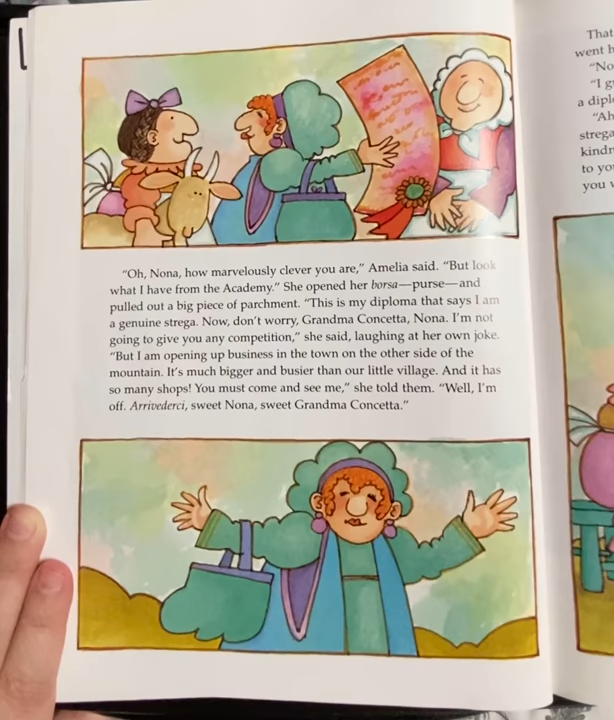 "Oh, Nona, how marvelously clever you are," Amelia said. "But look
what I have from the Academy." She opened her borsa—purse—and
pulled out a big piece of parchment. "This is my diploma that says I am
a genuine strega. Now, don't worry, Grandma Concetta, Nona. I'm not
going to give you any competition," she said, laughing at her own joke.
"But I am opening up business in the town on the other side of the
mountain. It's much bigger and busier than our little village. And it has
so many shops! You must come and see me," she told them. "Well, I'm
off. Arrivederci, sweet Nona, sweet Grandma Concetta."
That
went h
"No
"I g
a diplo
"Ah
strega
kindn
to you
you w